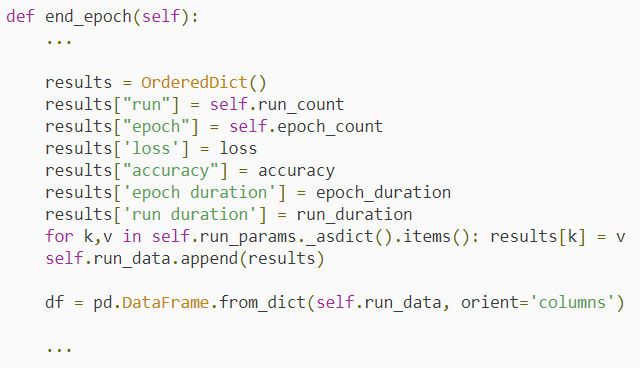 def end_epoch(self):
    ...

    results = OrderedDict()
    results["run"] = self.run_count
    results["epoch"] = self.epoch_count
    results['loss'] = loss
    results["accuracy"] = accuracy
    results['epoch duration'] = epoch_duration
    results['run duration'] = run_duration
    for k,v in self.run_params._asdict().items(): results[k] = v
    self.run_data.append(results)

    df = pd.DataFrame.from_dict(self.run_data, orient='columns')

    ...